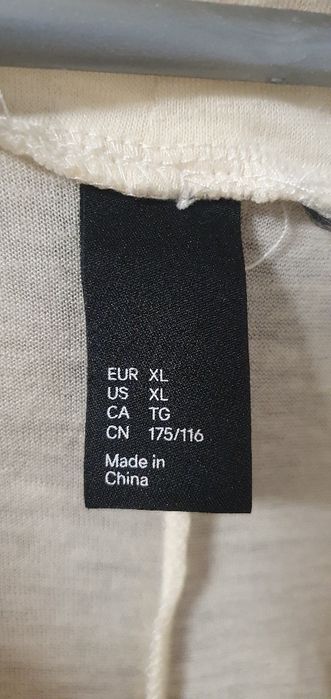 EUR XL
US XL
CA TG
CN 175/116
Made in
China